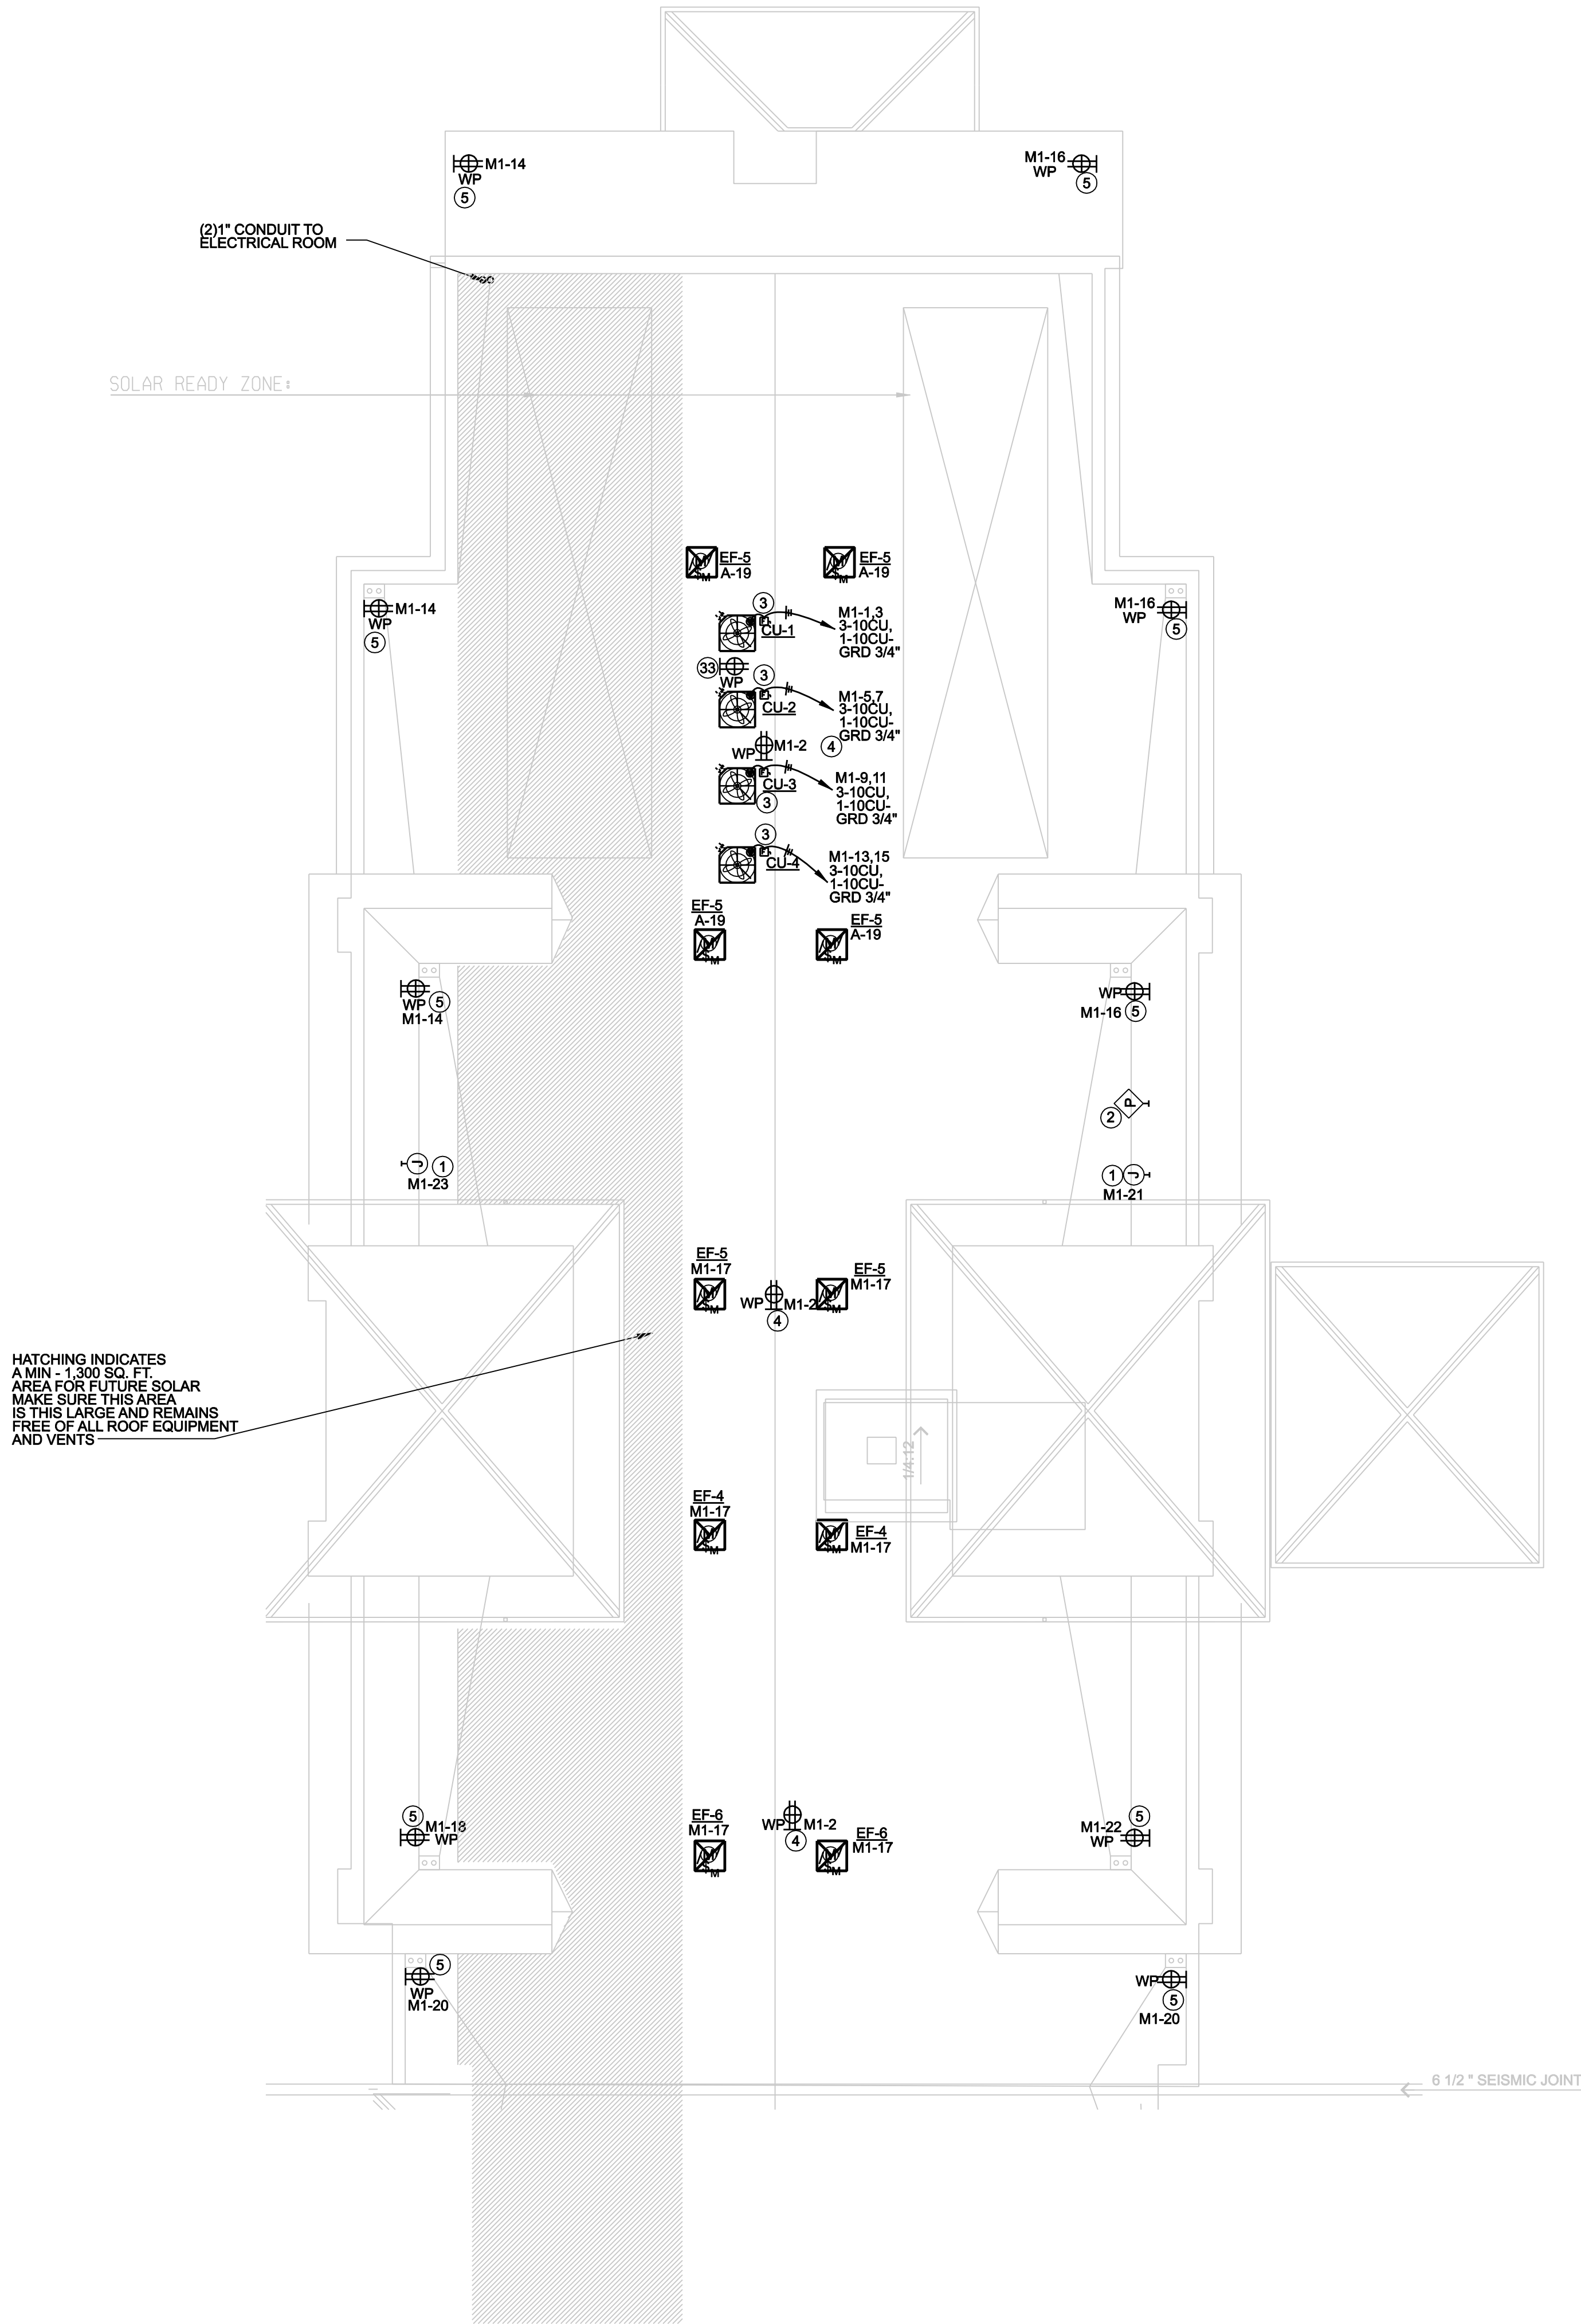 M1-14
WP
5
M1-16
WP
5
(2)1" CONDUIT TO
ELECTRICAL ROOM
SOLAR READY ZONE:
EF-5
A-19
M
M
EF-5
A-19
M
M
M1-14
WP
5
M1-16
WP
5
3
F
CU-1
M1-1,3
3-10CU,
1-10CU-
GRD 3/4"
33
WP
3
F
CU-2
M1-5,7
3-10CU,
1-10CU-
GRD 3/4"
WP
M1-2
4
F
CU-3
3
M1-9,11
3-10CU,
1-10CU-
GRD 3/4"
3
F
CU-4
M1-13,15
3-10CU,
1-10CU-
GRD 3/4"
EF-5
A-19
M
M
EF-5
A-19
M
M
WP
5
M1-14
WP
M1-16
5
P
2
J
1
M1-23
1
J
M1-21
EF-5
M1-17
M
M
WP
M1-2
4
EF-5
M1-17
M
M
HATCHING INDICATES
A MIN - 1,300 SQ. FT.
AREA FOR FUTURE SOLAR
MAKE SURE THIS AREA
IS THIS LARGE AND REMAINS
FREE OF ALL ROOF EQUIPMENT
AND VENTS
1/4:12
EF-4
M1-17
M
M
EF-4
M1-17
M
M
5
M1-18
WP
EF-6
M1-17
M
M
WP
M1-2
4
EF-6
M1-17
M
M
5
M1-22
WP
5
WP
M1-20
WP
5
M1-20
6 1/2 " SEISMIC JOINT